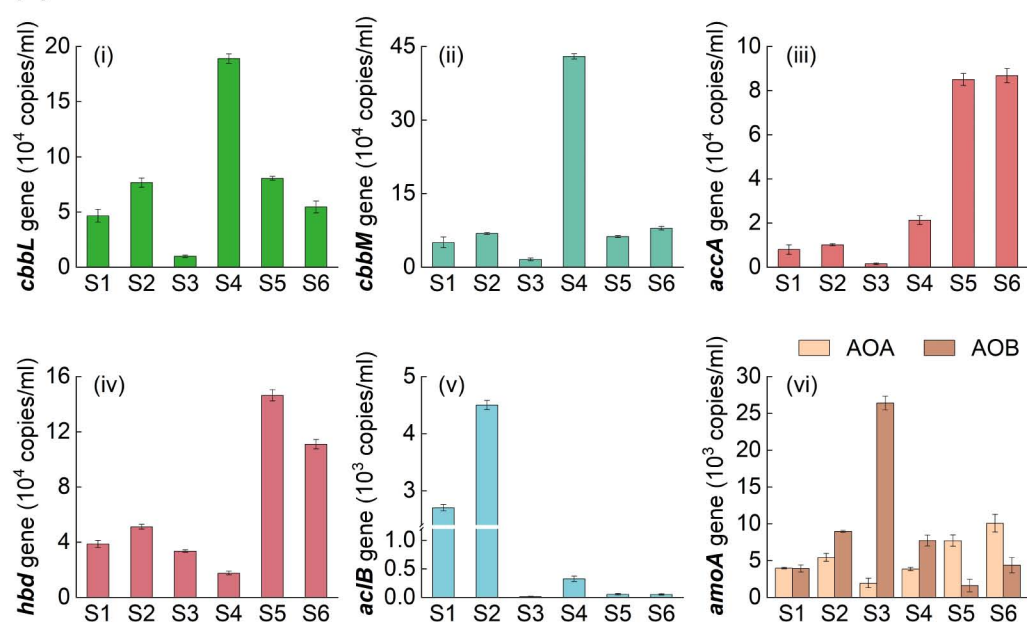 (i)
cbbL gene (10⁴ copies/ml)
20
15
10
5
0
S1 S2 S3 S4 S5 S6
(ii)
cbbM gene (10⁴ copies/ml)
45
30
15
0
S1 S2 S3 S4 S5 S6
(iii)
accA gene (10⁴ copies/ml)
10
8
6
4
2
0
S1 S2 S3 S4 S5 S6
(iv)
hbd gene (10⁴ copies/ml)
16
12
8
4
0
S1 S2 S3 S4 S5 S6
(v)
aclB gene (10³ copies/ml)
5
4
3
2
1.0
0.5
0.0
S1 S2 S3 S4 S5 S6
AOA AOB
(vi)
amoA gene (10³ copies/ml)
30
25
20
15
10
5
0
S1 S2 S3 S4 S5 S6